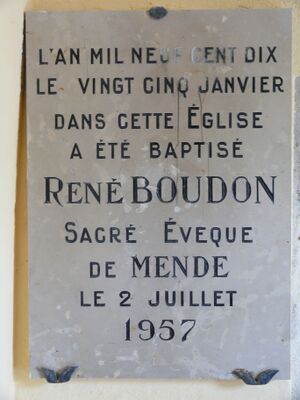 L'AN MIL NEUF CENT DIX
LE VINGT CINQ JANVIER
DANS CETTE ÉGLISE
A ÉTÉ BAPTISÉ
RENÉ BOUDON
SACRÉ ÉVEQUE
DE MENDE
LE 2 JUILLET
1957